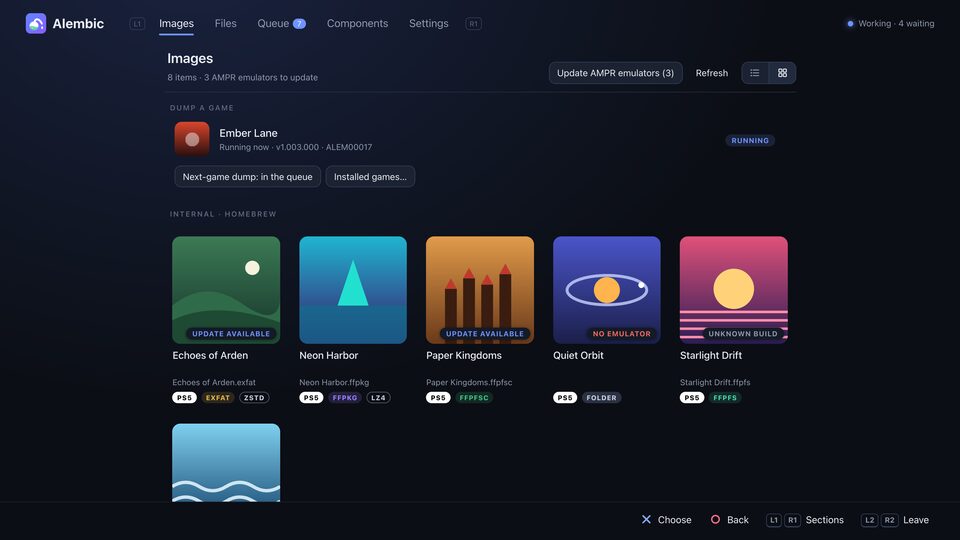 Alembic
L1 Images Files Queue 7 Components Settings R1
Working · 4 waiting
Images
8 items · 3 AMPR emulators to update
Update AMPR emulators (3) Refresh
DUMP A GAME
Ember Lane
Running now · v1.003.000 · ALEM00017
RUNNING
Next-game dump: in the queue Installed games...
INTERNAL · HOMEBREW
UPDATE AVAILABLE UPDATE AVAILABLE NO EMULATOR UNKNOWN BUILD
Echoes of Arden Neon Harbor Paper Kingdoms Quiet Orbit Starlight Drift
Echoes of Arden.exfat Neon Harbor.ffpkg Paper Kingdoms.ffpfsc Starlight Drift.ffpfs
PS5 EXFAT ZSTD PS5 FFPKG LZ4 PS5 FFPFSC PS5 FOLDER PS5 FFPFS
Choose Back L1 R1 Sections L2 R2 Leave